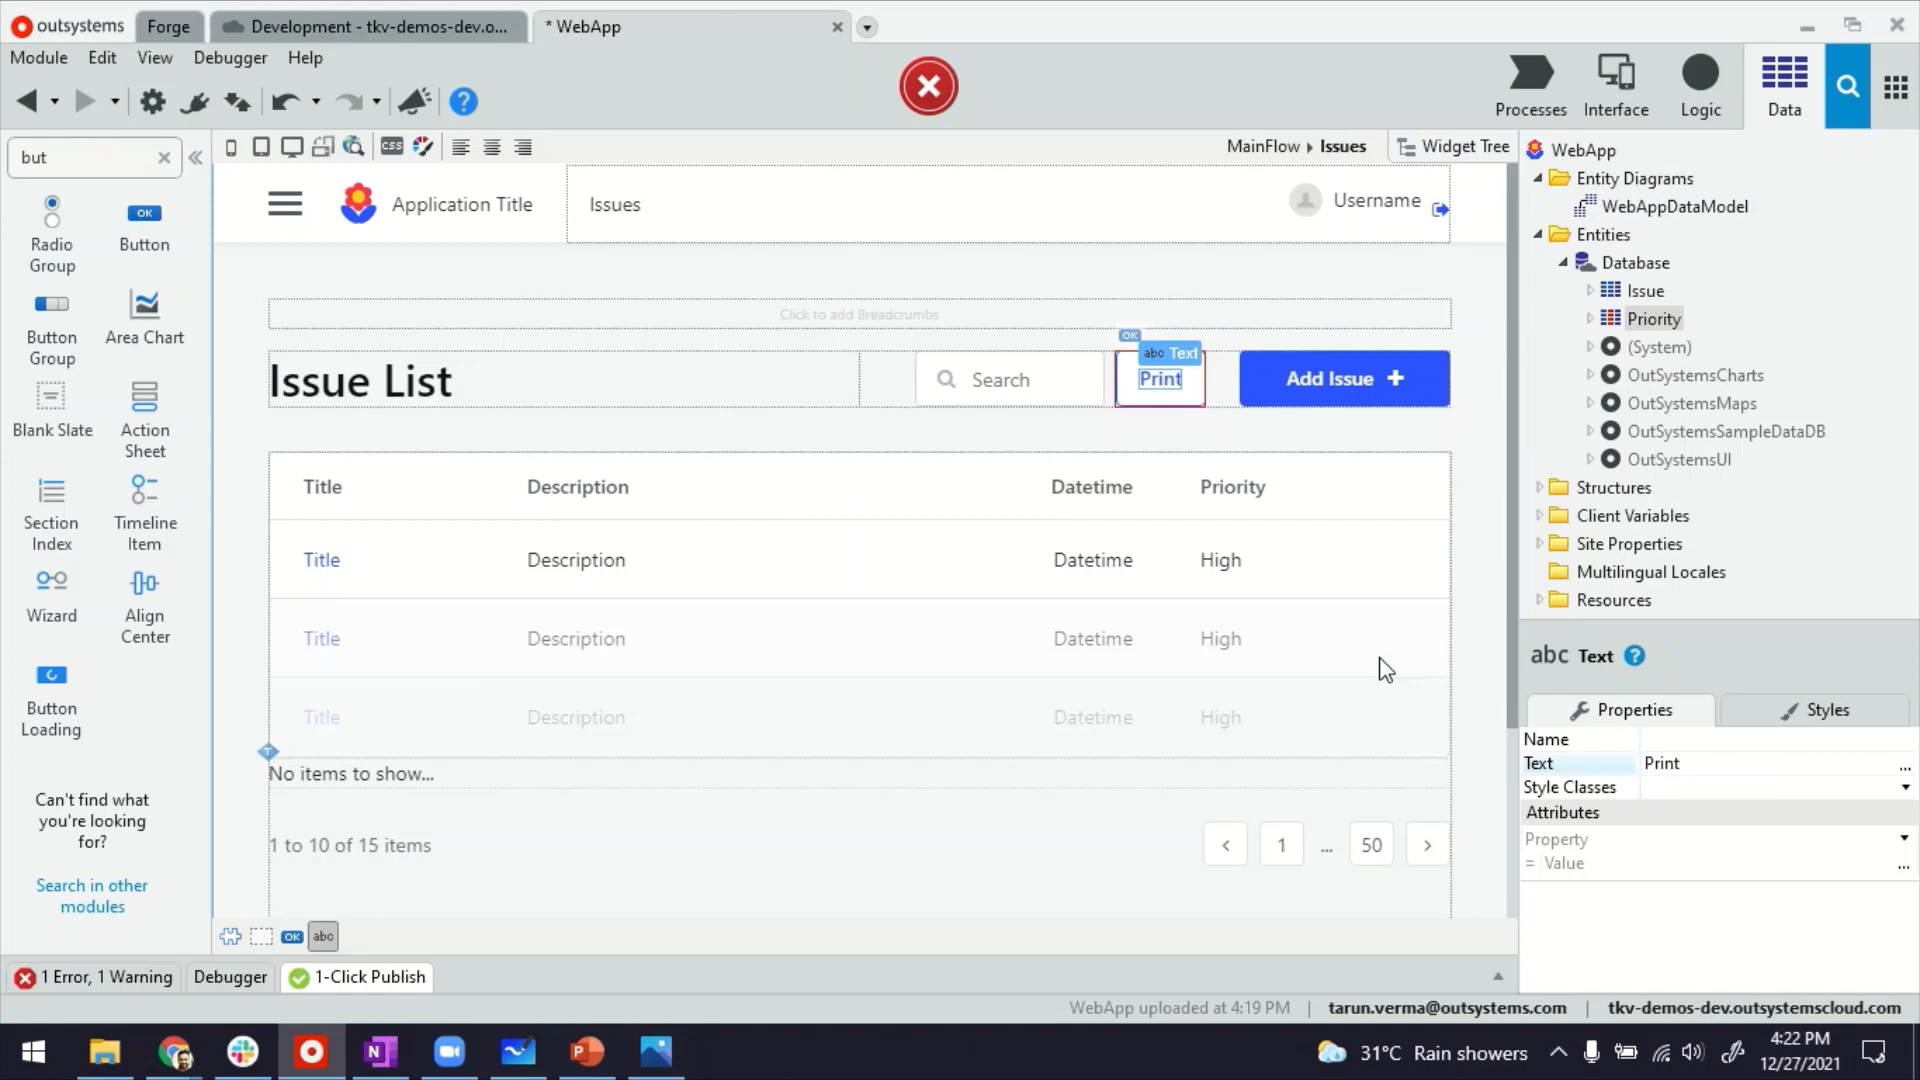 outsystems
Forge
Development - tkv-demos-dev.o...
* WebApp
Module
Edit
View
Debugger
Help
Processes
Interface
Logic
Data
but
CSS
MainFlow
Issues
Widget Tree
Application Title
Issues
Username
Click to add Breadcrumbs
Issue List
Search
OK
abc Text
Print
Add Issue +
Title
Description
Datetime
Priority
Title
Description
Datetime
High
Title
Description
Datetime
High
Title
Description
Datetime
High
No items to show...
1 to 10 of 15 items
<
1
...
50
>
OK
Radio
Group
Button
Button
Group
Area Chart
Blank Slate
Action
Sheet
Section
Index
Timeline
Item
Wizard
Align
Center
Button
Loading
Can't find what
you're looking
for?
Search in other
modules
WebApp
Entity Diagrams
WebAppDataModel
Entities
Database
Issue
Priority
(System)
OutSystemsCharts
OutSystemsMaps
OutSystemsSampleDataDB
OutSystemsUI
Structures
Client Variables
Site Properties
Multilingual Locales
Resources
abc Text
?
Properties
Styles
Name
Text
Print
...
Style Classes
Attributes
Property
= Value
...
OK
abc
1 Error, 1 Warning
Debugger
1-Click Publish
WebApp uploaded at 4:19 PM
tarun.verma@outsystems.com
tkv-demos-dev.outsystemscloud.com
31°C Rain showers
4:22 PM
12/27/2021